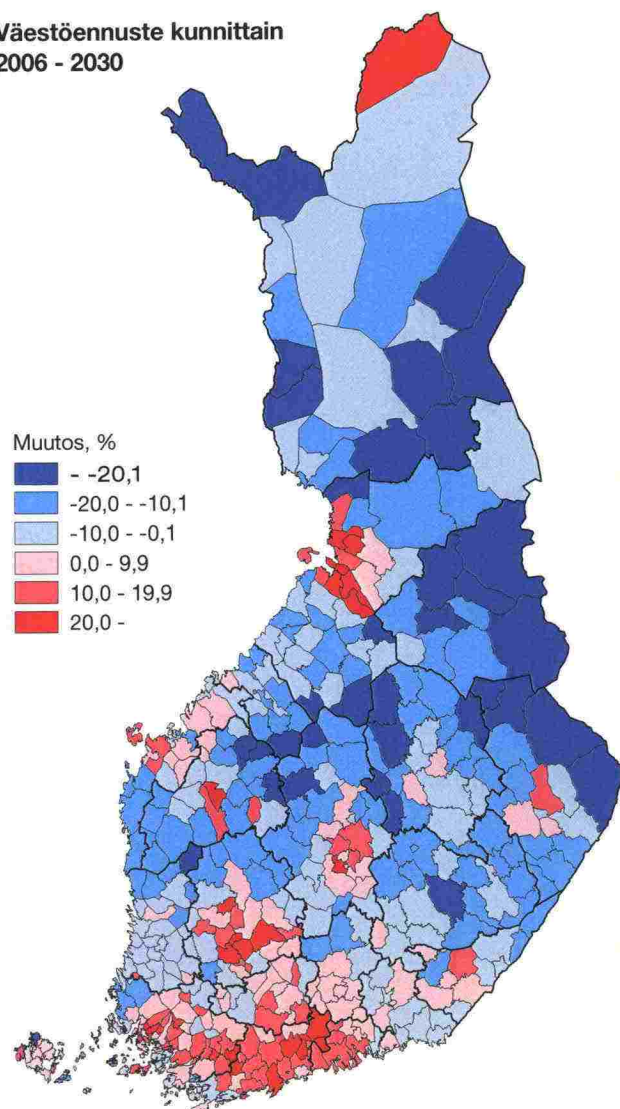 Väestöennuste kunnittain
2006 - 2030
Muutos, %
- -20,1
-20,0 - -10,1
-10,0 - -0,1
0,0 - 9,9
10,0 - 19,9
20,0 -